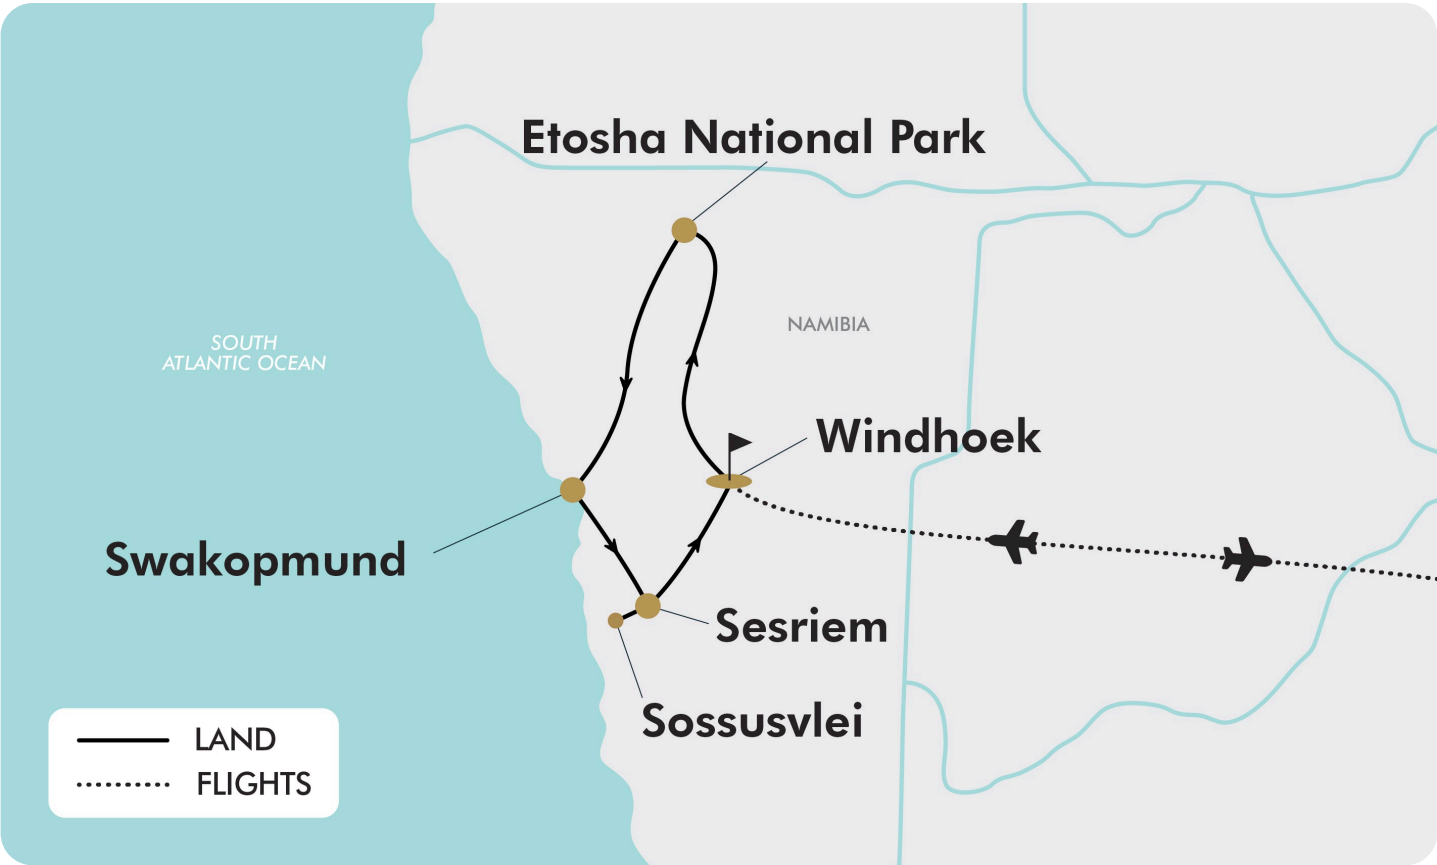 Etosha National Park
NAMIBIA
SOUTH
ATLANTIC OCEAN
Windhoek
Swakopmund
Sesriem
Sossusvlei
LAND
FLIGHTS